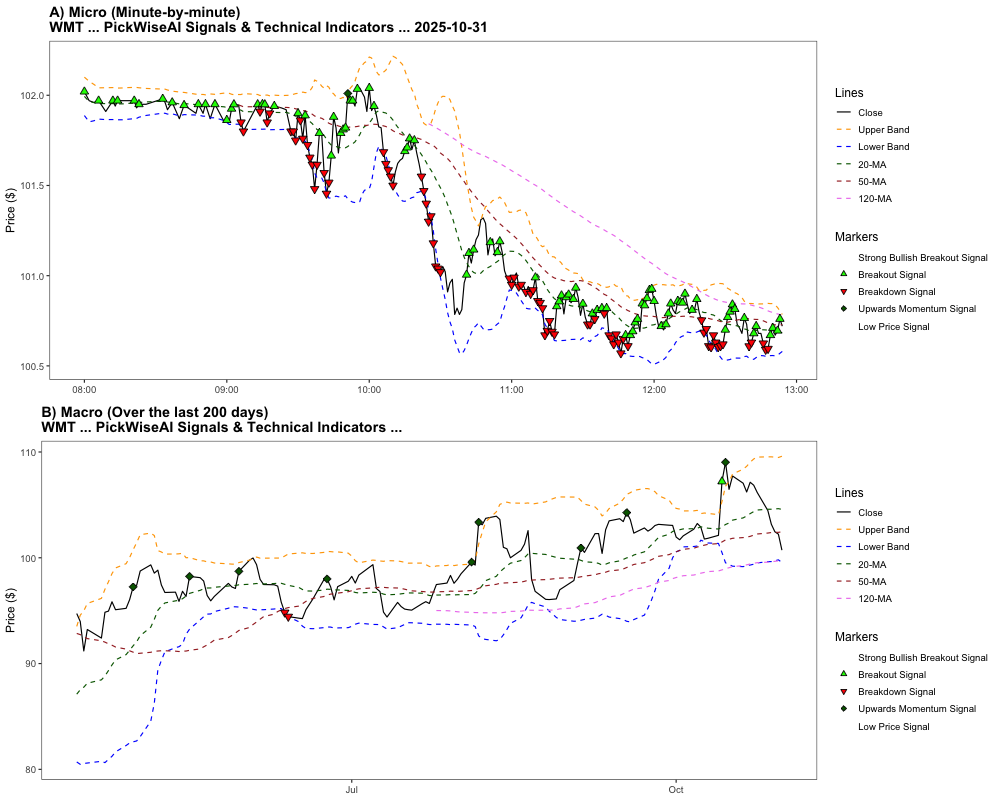 A) Micro (Minute-by-minute)
WMT ... PickWiseAI Signals & Technical Indicators ... 2025-10-31
Price ($)
102.0
101.5
101.0
100.5
08:00 09:00 10:00 11:00 12:00 13:00
Lines
Close
Upper Band
Lower Band
20-MA
50-MA
120-MA
Markers
Strong Bullish Breakout Signal
Breakout Signal
Breakdown Signal
Upwards Momentum Signal
Low Price Signal
B) Macro (Over the last 200 days)
WMT ... PickWiseAI Signals & Technical Indicators ...
Price ($)
110
100
90
80
Jul Oct
Lines
Close
Upper Band
Lower Band
20-MA
50-MA
120-MA
Markers
Strong Bullish Breakout Signal
Breakout Signal
Breakdown Signal
Upwards Momentum Signal
Low Price Signal